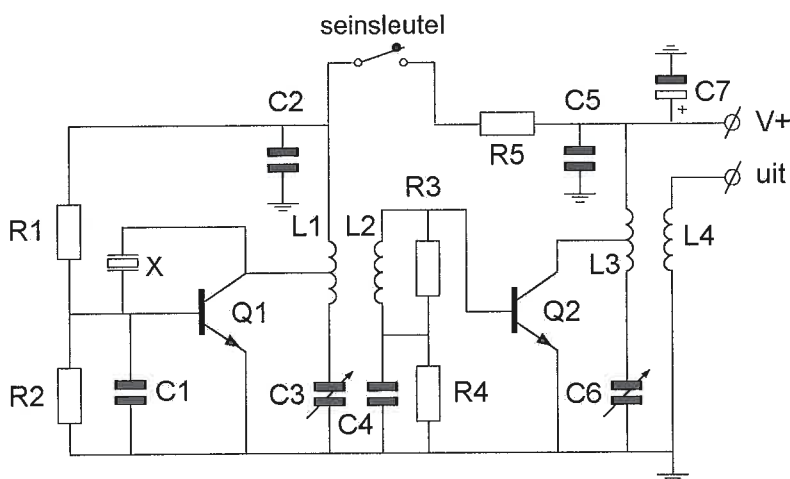 seinsleutel
C7
C2
C5
V+
R5
uit
R3
R1
L1
L2
L4
X
L3
Q1
Q2
R2
C1
C3
R4
C6
C4
+